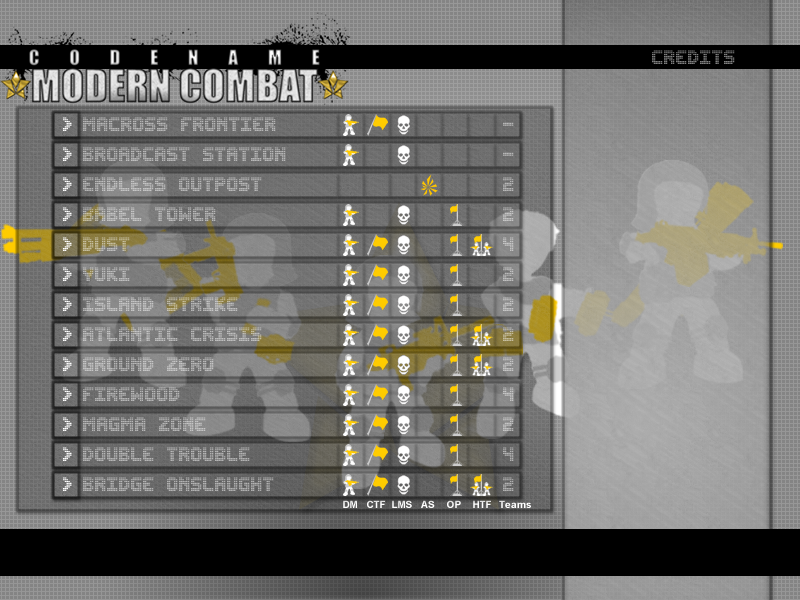 CODENAME
MODERN COMBAT
CREDITS
MACROSS FRONTIER -
BROADCAST STATION -
ENDLESS OUTPOST 2
BABEL TOWER 2
DUST 4
YUKI 2
ISLAND STRIKE 2
ATLANTIC CRISIS 2
GROUND ZERO 2
FIREWOOD 4
MAGMA ZONE 2
DOUBLE TROUBLE 4
BRIDGE ONSLAUGHT 2
DM CTF LMS AS OP HTF Teams